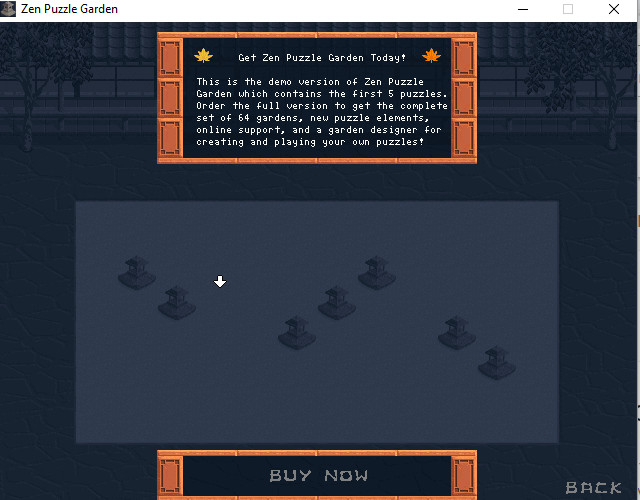 Zen Puzzle Garden
Get Zen Puzzle Garden Today!
This is the demo version of Zen Puzzle
Garden which contains the first 5 puzzles.
Order the full version to get the complete
set of 64 gardens, new puzzle elements,
online support, and a garden designer for
creating and playing your own puzzles!
BUY NOW
BACK